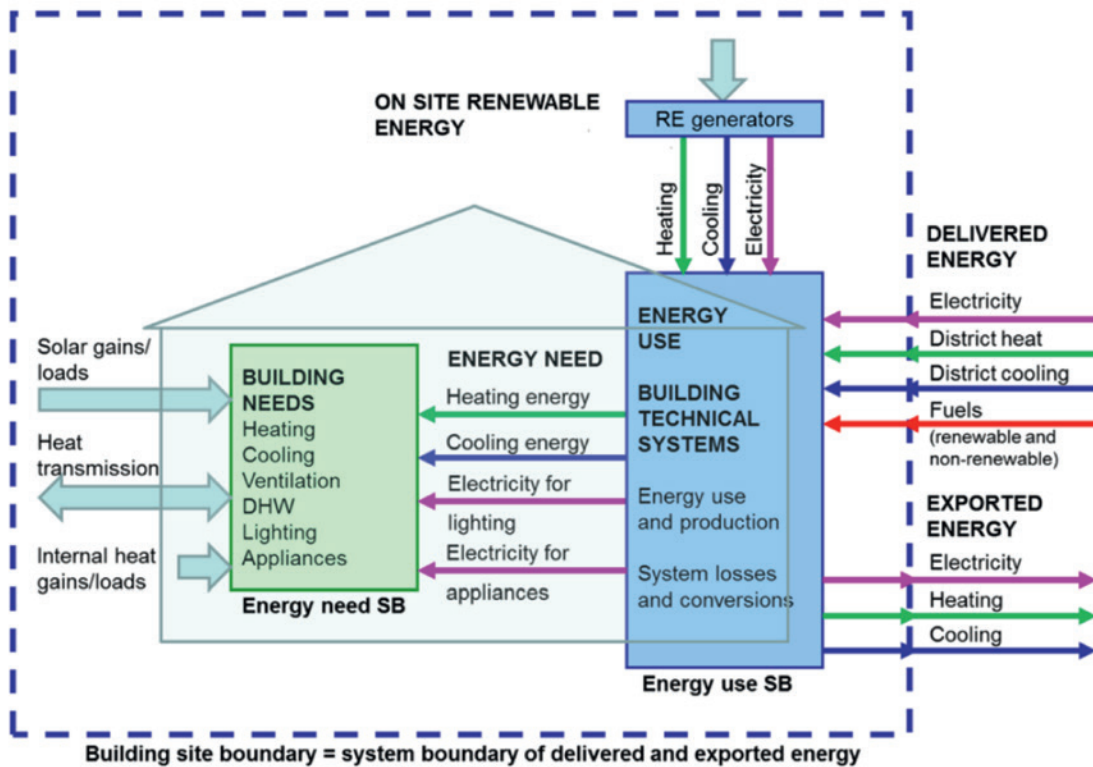 ON SITE RENEWABLE
ENERGY
RE generators
Heating
Cooling
Electricity
DELIVERED
ENERGY
Electricity
District heat
District cooling
Fuels
(renewable and
non-renewable)
EXPORTED
ENERGY
Electricity
Heating
Cooling
Solar gains/
loads
Heat
transmission
Internal heat
gains/loads
BUILDING
NEEDS
Heating
Cooling
Ventilation
DHW
Lighting
Appliances
Energy need SB
ENERGY NEED
Heating energy
Cooling energy
Electricity for
lighting
Electricity for
appliances
ENERGY
USE
BUILDING
TECHNICAL
SYSTEMS
Energy use
and production
System losses
and conversions
Energy use SB
Building site boundary = system boundary of delivered and exported energy